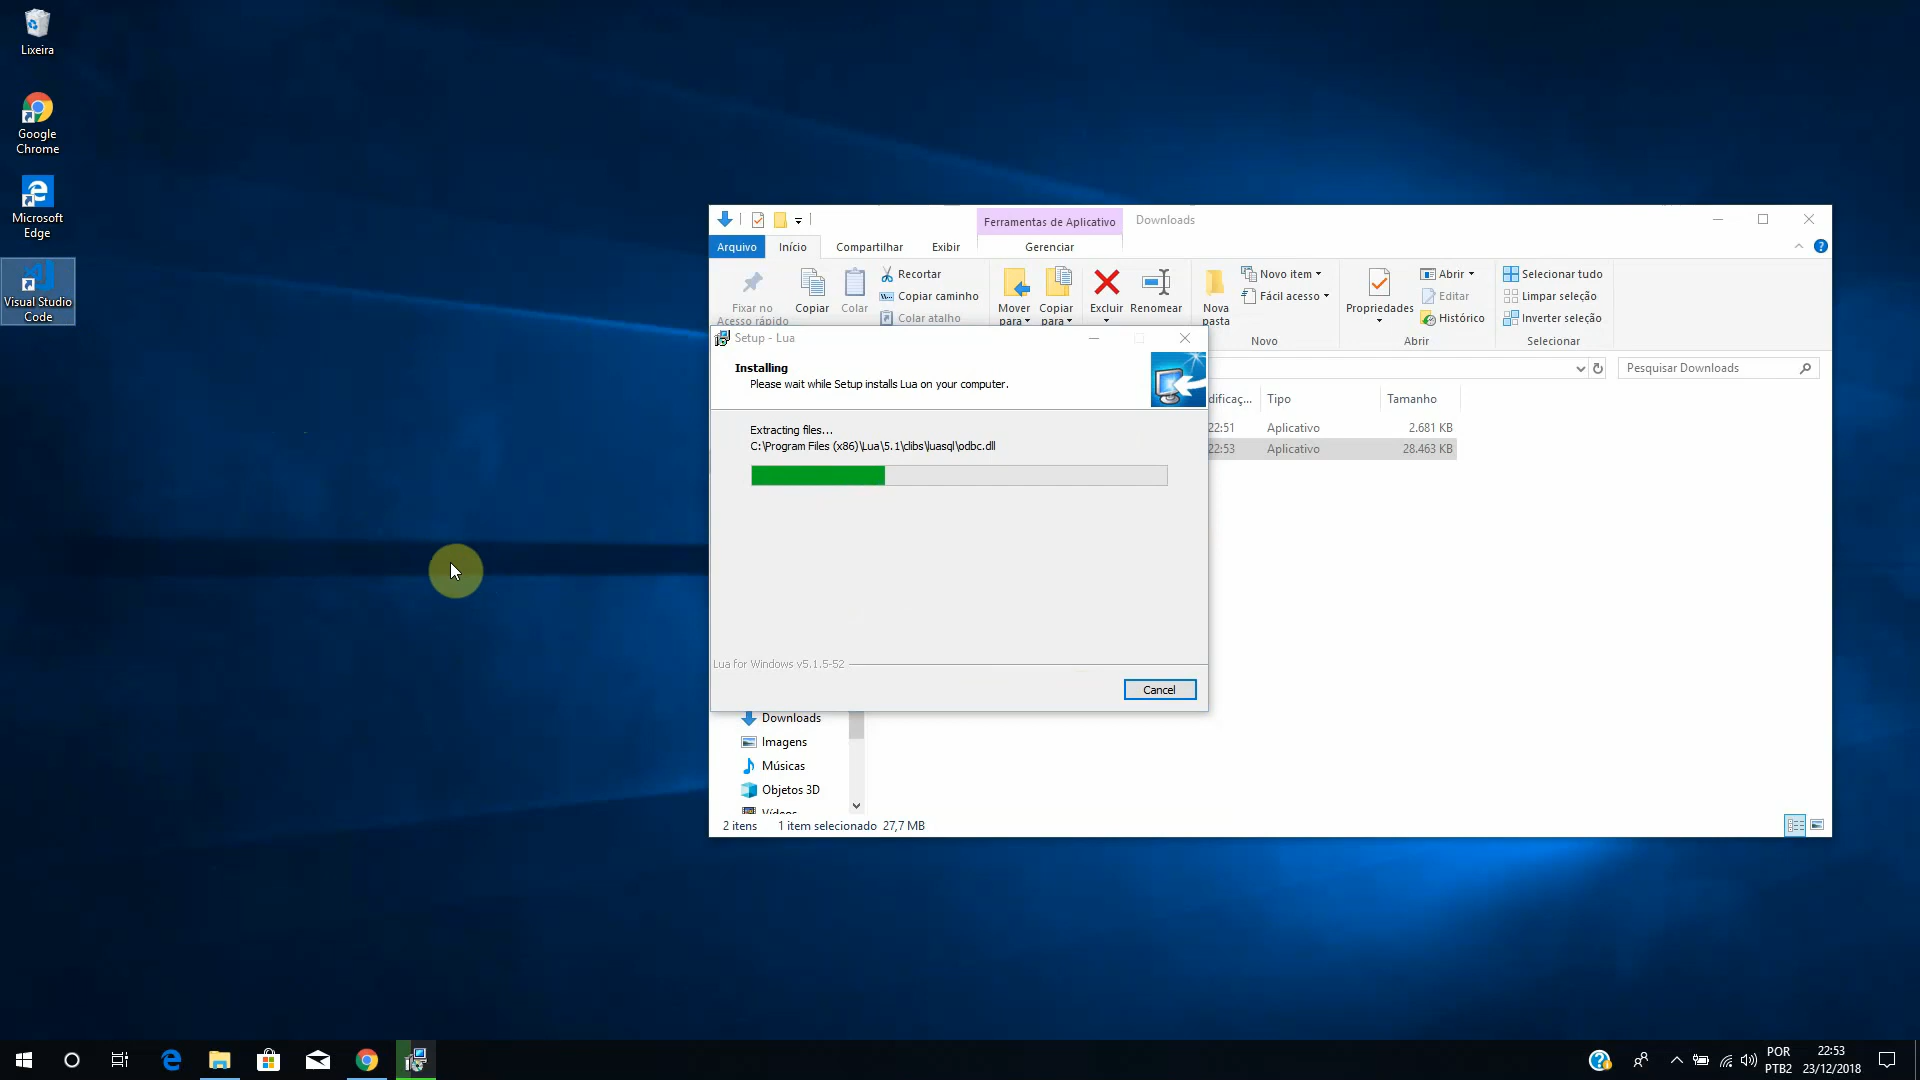 Lixeira
Google
Chrome
Microsoft
Edge
Visual Studio
Code
Ferramentas de Aplicativo
Downloads
Arquivo
Início
Compartilhar
Exibir
Gerenciar
Fixar no
Acesso rápido
Copiar
Colar
Recortar
Copiar caminho
Colar atalho
Mover
para
Copiar
para
Excluir
Renomear
Nova
pasta
Novo item
Fácil acesso
Novo
Propriedades
Abrir
Editar
Histórico
Abrir
Selecionar tudo
Limpar seleção
Inverter seleção
Selecionar
Pesquisar Downloads
dificaç...
Tipo
Tamanho
22:51
Aplicativo
2.681 KB
22:53
Aplicativo
28.463 KB
Setup - Lua
Installing
Please wait while Setup installs Lua on your computer.
Extracting files...
C:\Program Files (x86)\Lua\5.1\clibs\luasql\odbc.dll
Lua for Windows v5.1.5-52
Cancel
Downloads
Imagens
Músicas
Objetos 3D
Vídeos
2 itens
1 item selecionado 27,7 MB
POR
PTB2
22:53
23/12/2018